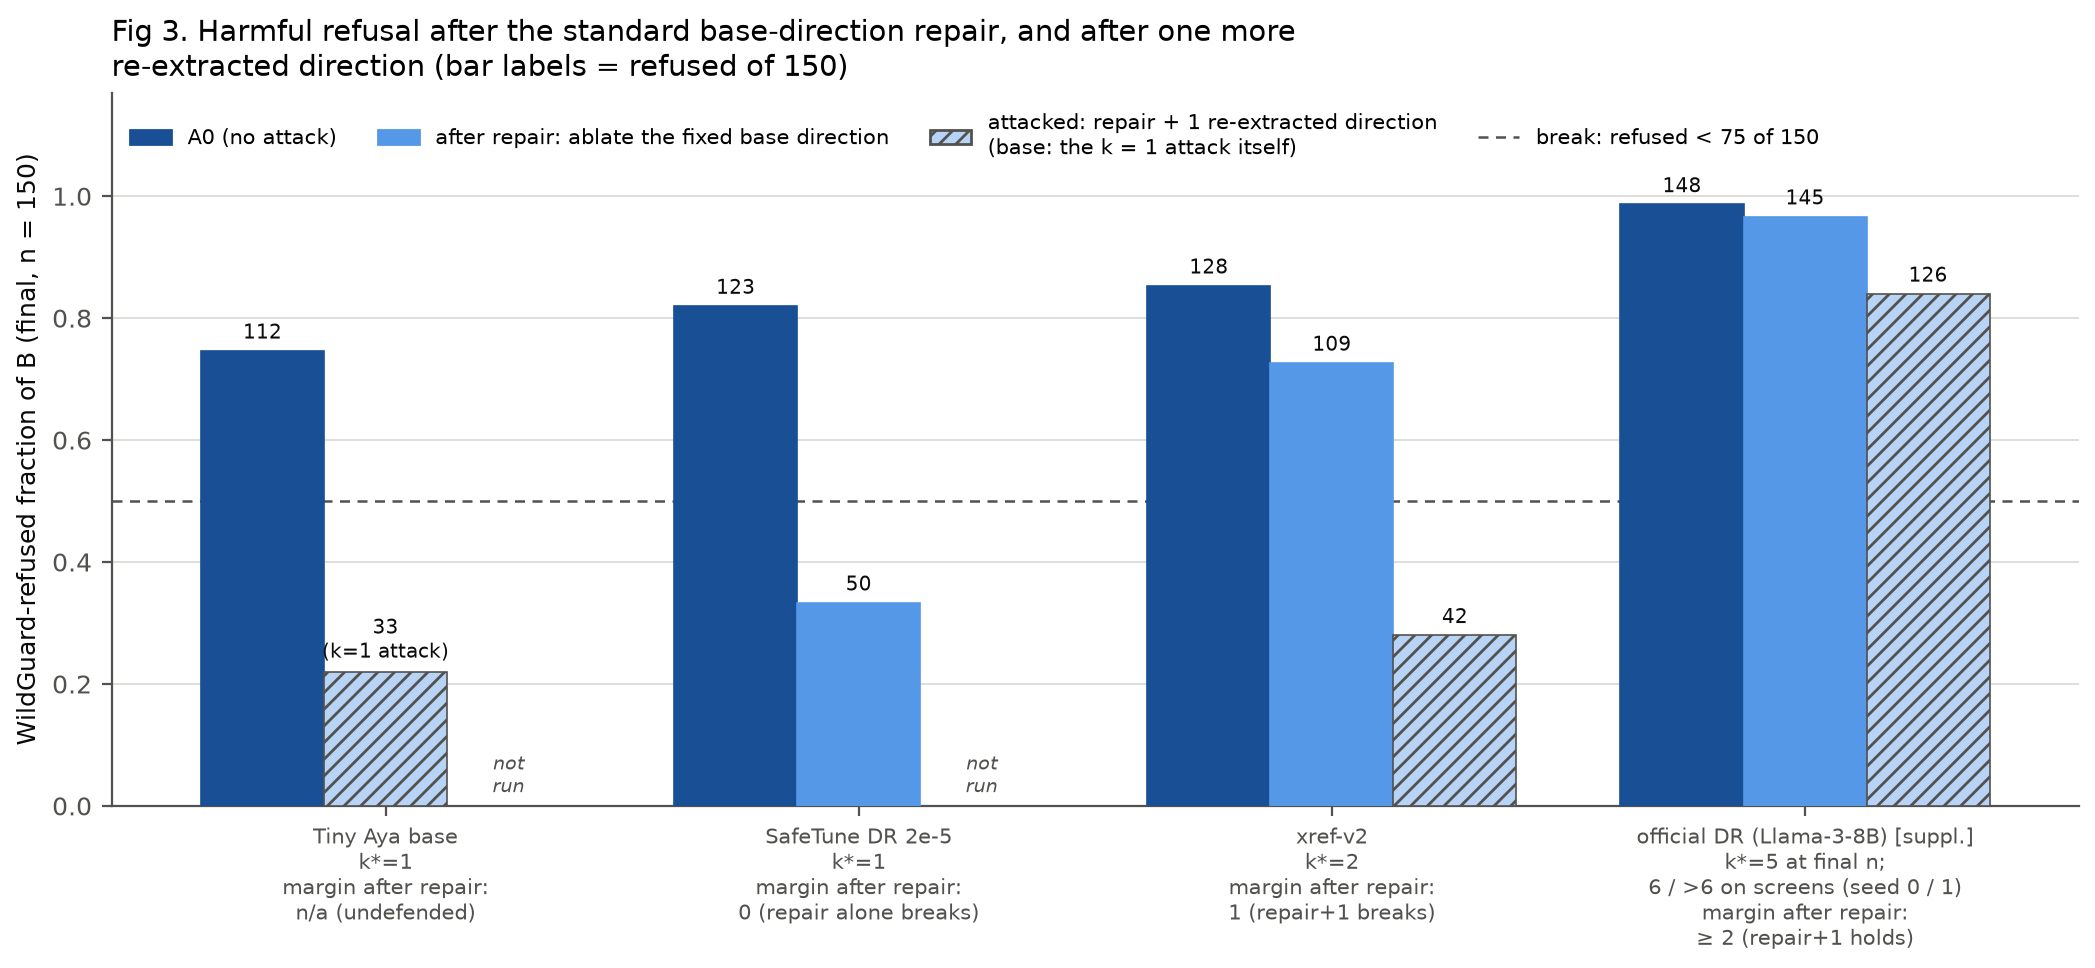 Fig 3. Harmful refusal after the standard base-direction repair, and after one more
re-extracted direction (bar labels = refused of 150)
A0 (no attack)
after repair: ablate the fixed base direction
attacked: repair + 1 re-extracted direction
(base: the k = 1 attack itself)
break: refused < 75 of 150
WildGuard-refused fraction of B (final, n = 150)
1.0
0.8
0.6
0.4
0.2
0.0
112
33
(k=1 attack)
not
run
123
50
not
run
128
109
42
148
145
126
Tiny Aya base
k*=1
margin after repair:
n/a (undefended)
SafeTune DR 2e-5
k*=1
margin after repair:
0 (repair alone breaks)
xref-v2
k*=2
margin after repair:
1 (repair+1 breaks)
official DR (Llama-3-8B) [suppl.]
k*=5 at final n;
6 / >6 on screens (seed 0 / 1)
margin after repair:
≥ 2 (repair+1 holds)